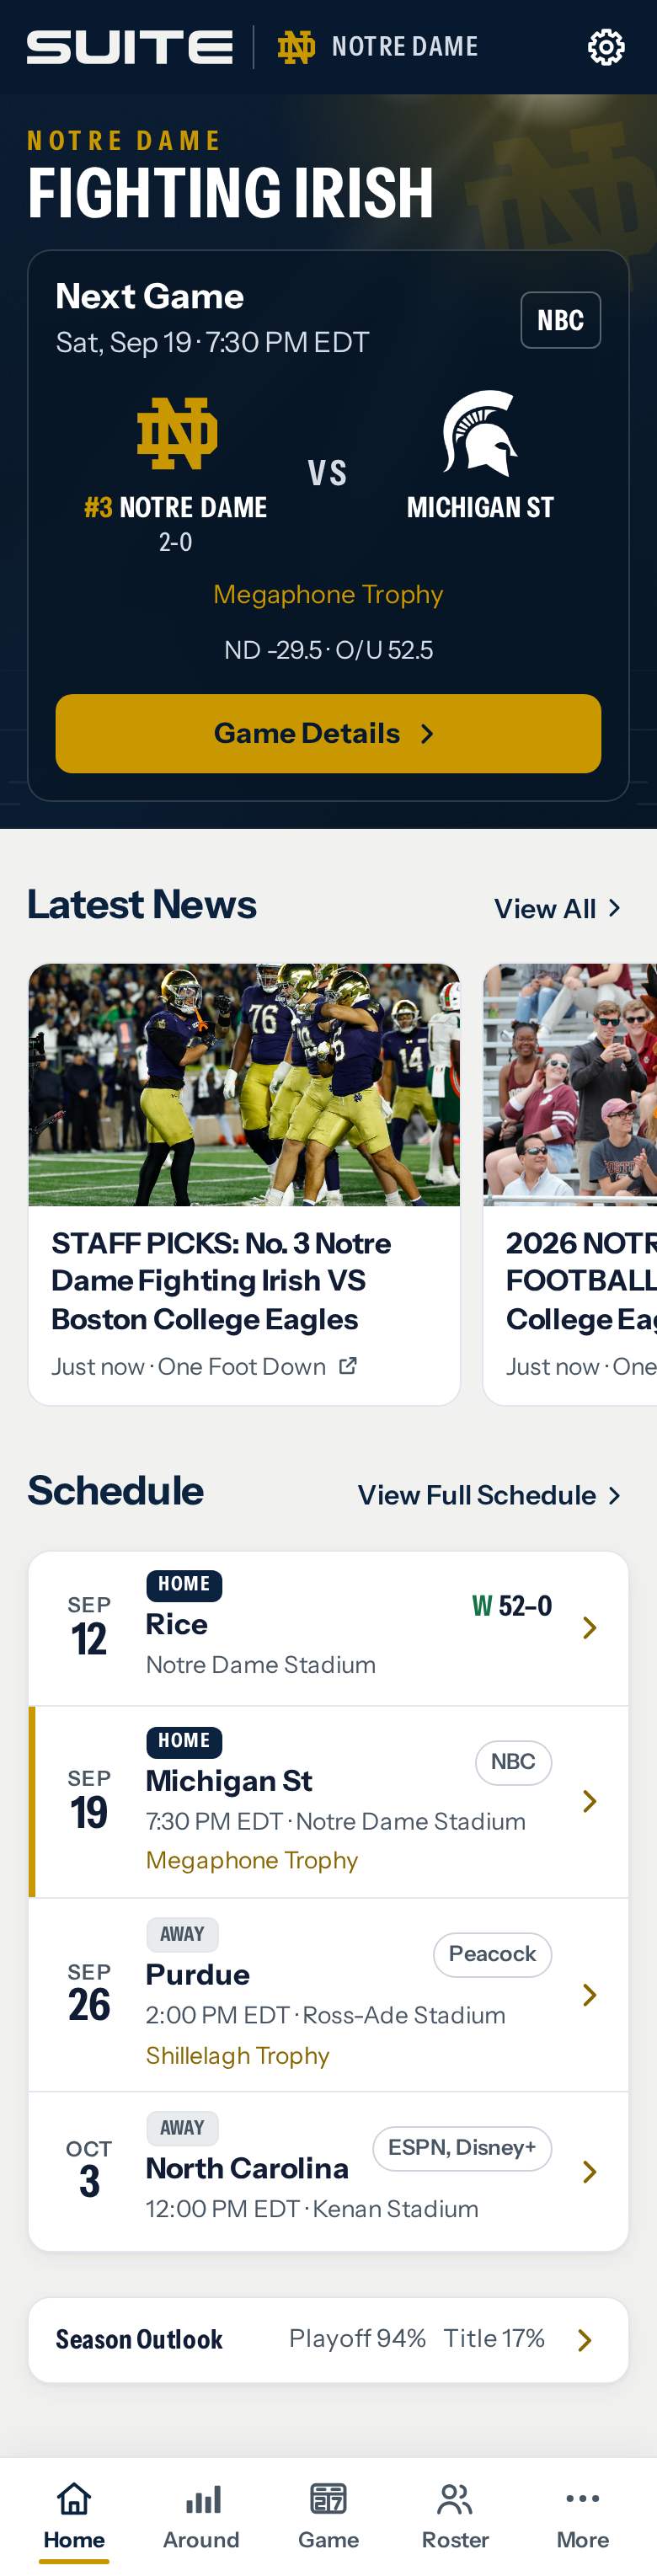 SUITE
NOTRE DAME
NOTRE DAME
FIGHTING IRISH
Next Game
Sat, Sep 19 · 7:30 PM EDT
NBC
VS
#3 NOTRE DAME
MICHIGAN ST
2-0
Megaphone Trophy
ND -29.5 · O/U 52.5
Game Details
Latest News
View All
76
14
STAFF PICKS: No. 3 Notre
Dame Fighting Irish VS
Boston College Eagles
Just now · One Foot Down
2026 NOTR
FOOTBALL
College Eag
Just now · One
Schedule
View Full Schedule
SEP
12
HOME
Rice
Notre Dame Stadium
W 52–0
SEP
19
HOME
Michigan St
7:30 PM EDT · Notre Dame Stadium
Megaphone Trophy
NBC
SEP
26
AWAY
Purdue
2:00 PM EDT · Ross-Ade Stadium
Shillelagh Trophy
Peacock
OCT
3
AWAY
North Carolina
12:00 PM EDT · Kenan Stadium
ESPN, Disney+
Season Outlook
Playoff 94% Title 17%
Home
Around
Game
Roster
More